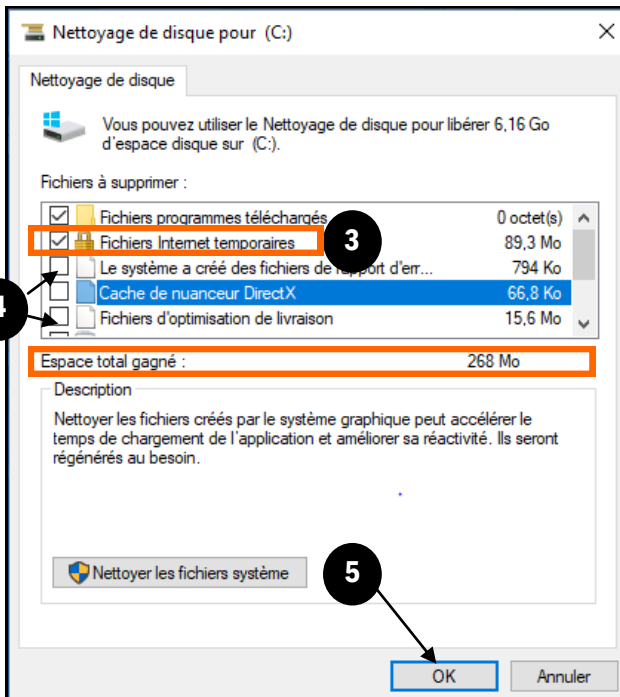 Nettoyage de disque pour (C:)
Nettoyage de disque
Vous pouvez utiliser le Nettoyage de disque pour libérer 6,16 Go
d'espace disque sur (C:).
Fichiers à supprimer :
Fichiers programmes téléchargés 0 octet(s)
Fichiers Internet temporaires 3 89,3 Mo
Le système a créé des fichiers de rapport d'err... 794 Ko
4
Cache de nuanceur DirectX 66,8 Ko
Fichiers d'optimisation de livraison 15,6 Mo
Espace total gagné : 268 Mo
Description
Nettoyer les fichiers créés par le système graphique peut accélérer le
temps de chargement de l'application et améliorer sa réactivité. Ils seront
régénérés au besoin.
Nettoyer les fichiers système 5
OK Annuler